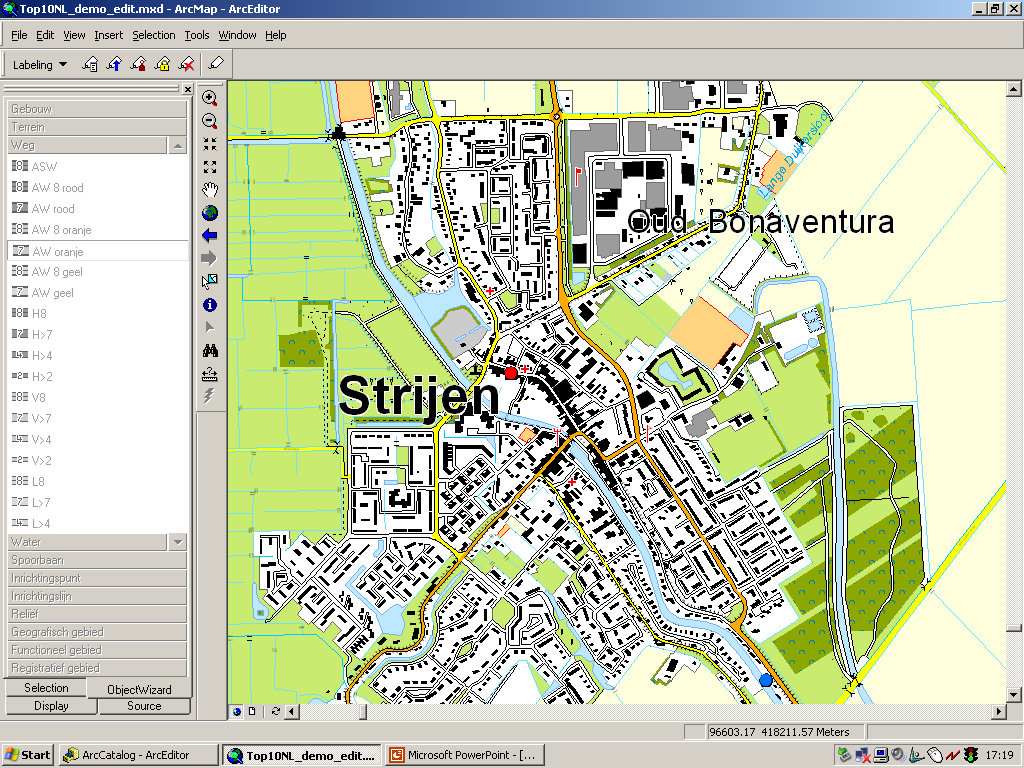 Top10NL_demo_edit.mxd - ArcMap - ArcEditor
File Edit View Insert Selection Tools Window Help
Labeling
Gebouw
Terrein
Weg
ASW
AW 8 rood
AW rood
AW 8 oranje
AW oranje
AW 8 geel
AW geel
H8
H>7
H>4
H>2
V8
V>7
V>4
V>2
L8
L>7
L>4
Water
Spoorbaan
Inrichtingspunt
Inrichtingslijn
Reliëf
Geografisch gebied
Functioneel gebied
Registratief gebied
Selection ObjectWizard
Display Source
Oud Bonaventura
Strijen
96603.17 418211.57 Meters
Start ArcCatalog - ArcEditor Top10NL_demo_edit.... Microsoft PowerPoint - [... 17:19